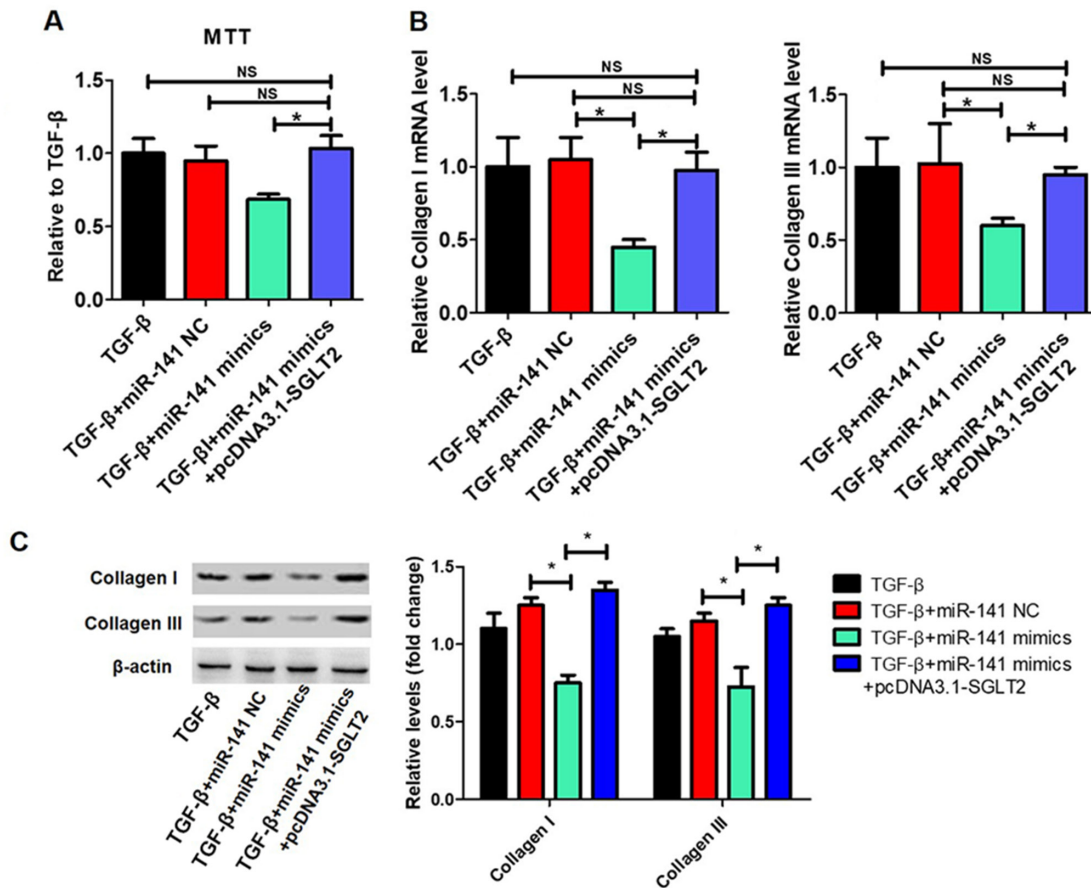 A
MTT
Relative to TGF-β
1.5
1.0
0.5
0.0
NS
NS
*
TGF-β
TGF-β+miR-141 NC
TGF-β+miR-141 mimics
TGF-βl+miR-141 mimics
+pcDNA3.1-SGLT2
B
Relative Collagen I mRNA level
1.5
1.0
0.5
0.0
NS
NS
*
*
TGF-β
TGF-β+miR-141 NC
TGF-β+miR-141 mimics
TGF-β+miR-141 mimics
+pcDNA3.1-SGLT2
Relative Collagen III mRNA level
1.5
1.0
0.5
0.0
NS
NS
*
*
TGF-β
TGF-β+miR-141 NC
TGF-β+miR-141 mimics
TGF-β+miR-141 mimics
+pcDNA3.1-SGLT2
C
Collagen I
Collagen III
β-actin
TGF-β
TGF-β+miR-141 NC
TGF-β+miR-141 mimics
TGF-β+miR-141 mimics
+pcDNA3.1-SGLT2
Relative levels (fold change)
1.5
1.0
0.5
0.0
*
*
*
*
Collagen I
Collagen III
TGF-β
TGF-β+miR-141 NC
TGF-β+miR-141 mimics
TGF-β+miR-141 mimics
+pcDNA3.1-SGLT2